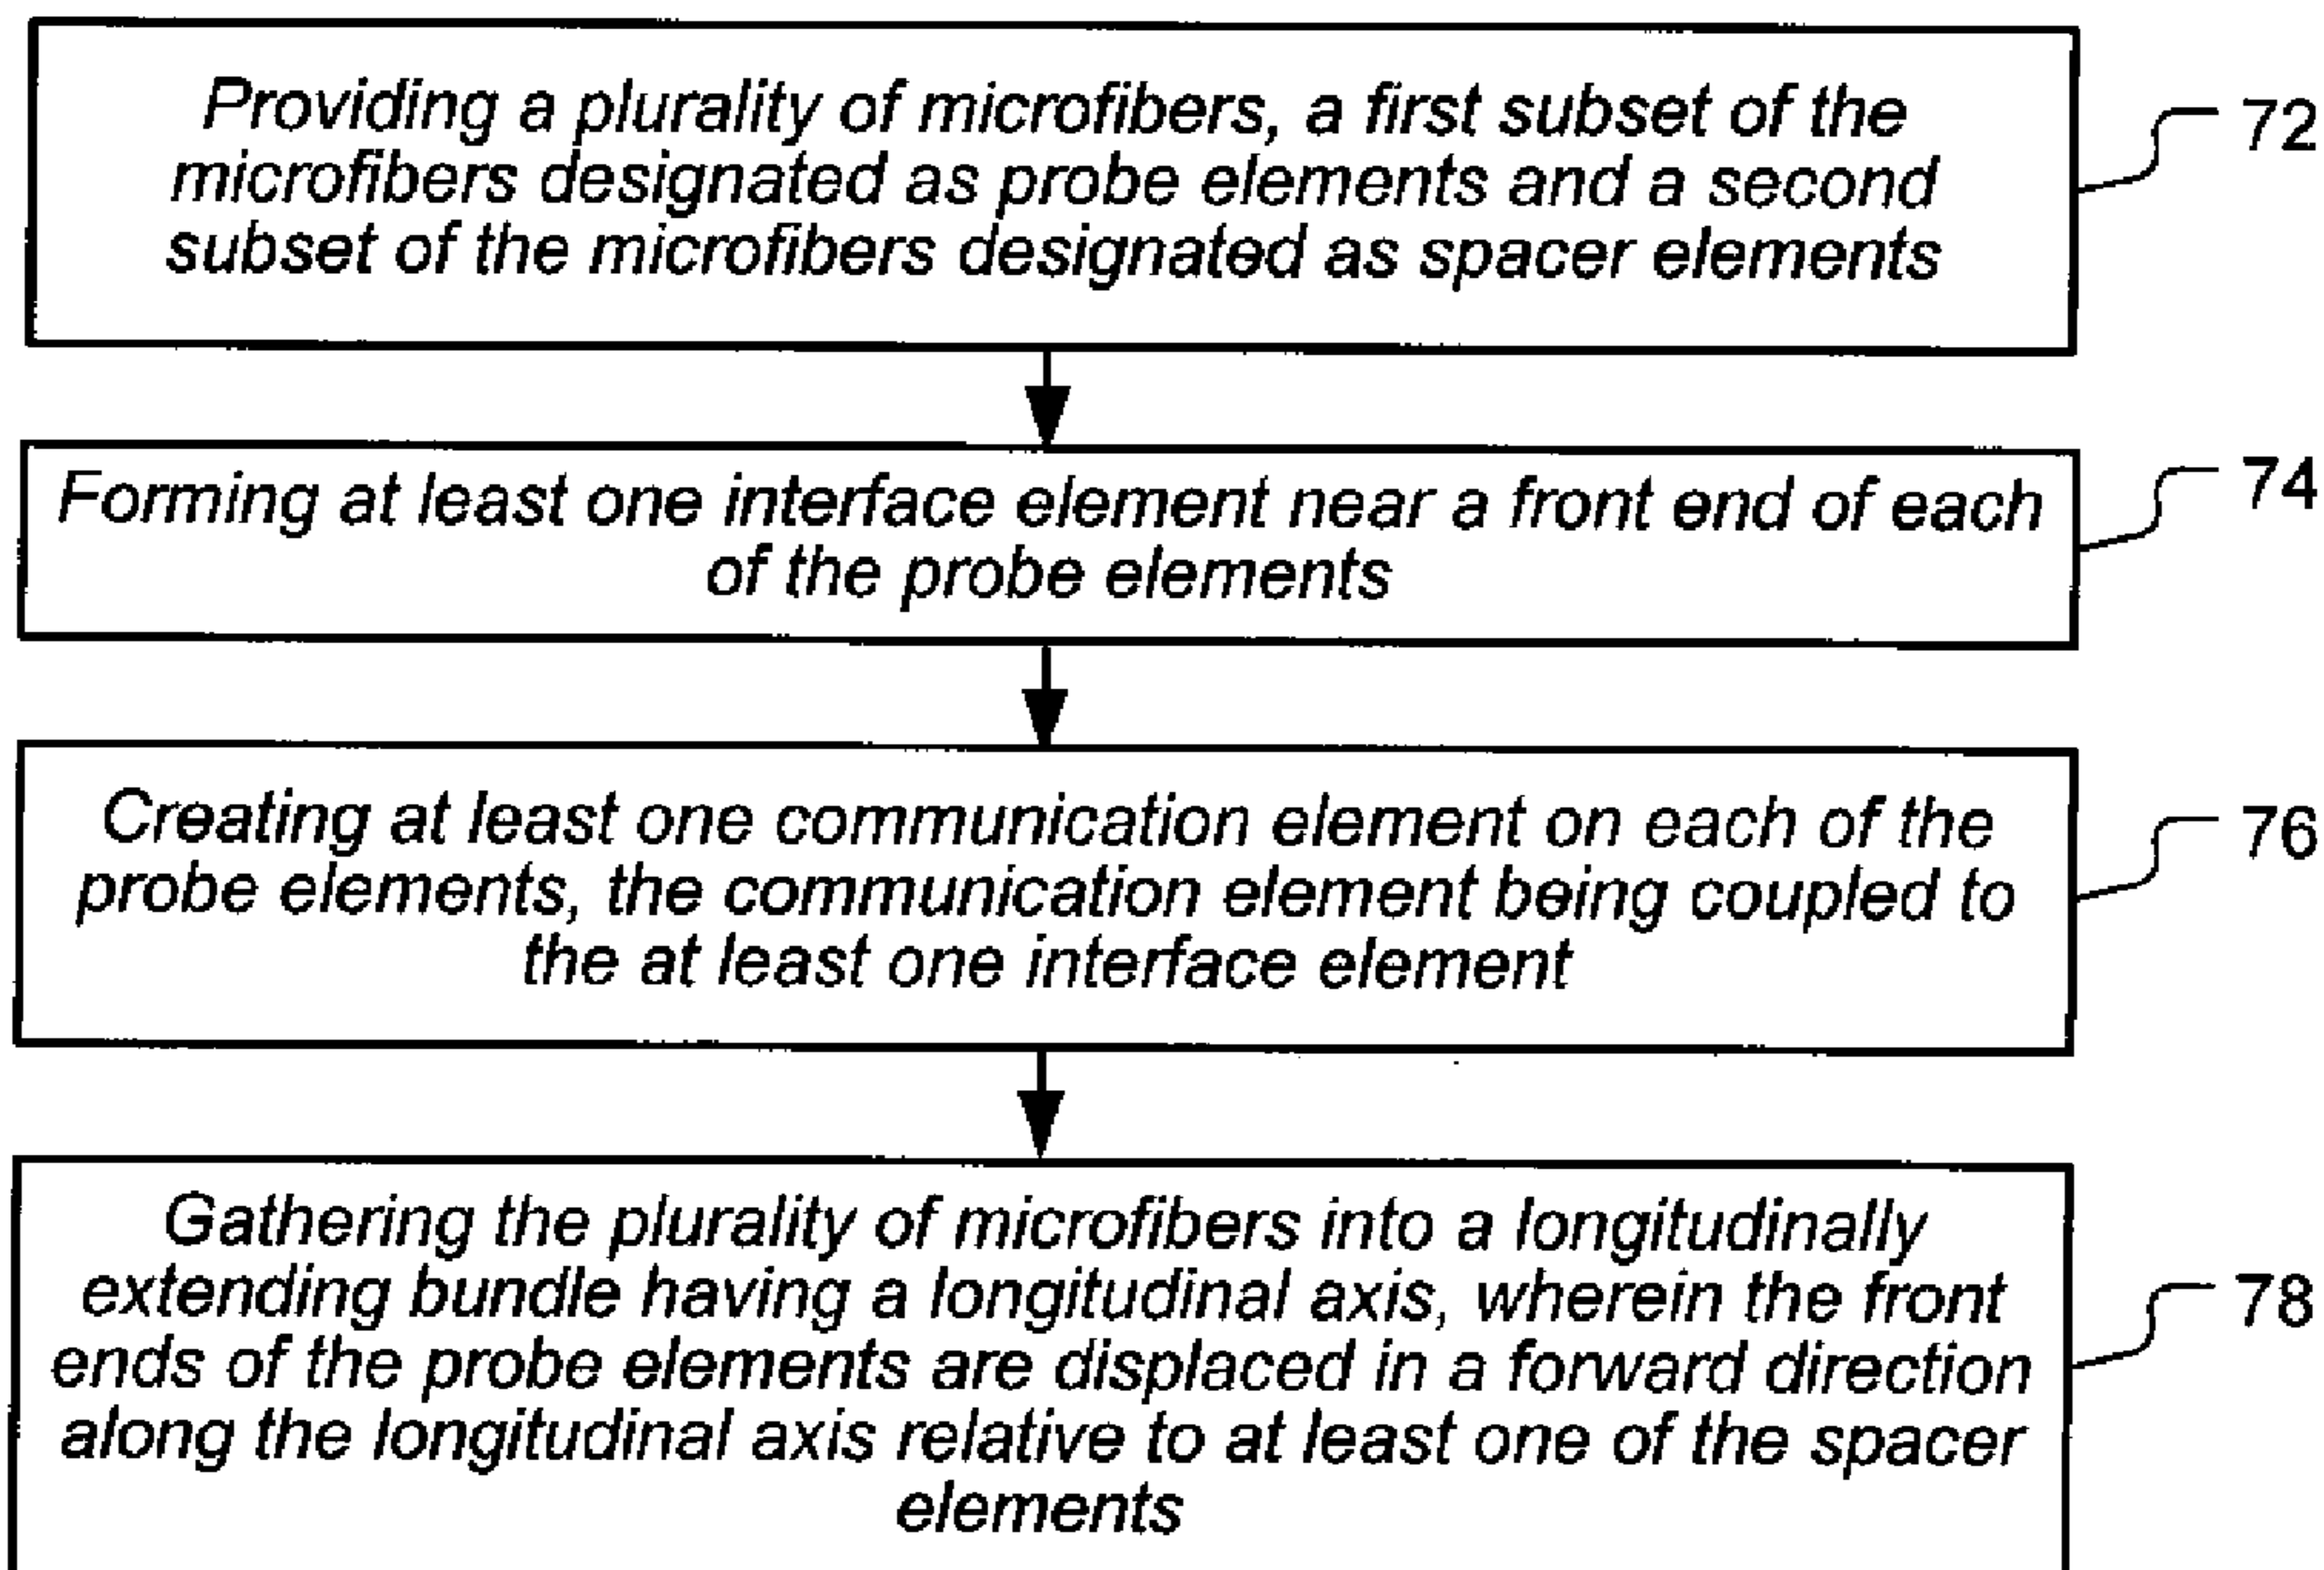 Providing a plurality of microfibers, a first subset of the
microfibers designated as probe elements and a second
subset of the microfibers designated as spacer elements
72
Forming at least one interface element near a front end of each
of the probe elements
74
Creating at least one communication element on each of the
probe elements, the communication element being coupled to
the at least one interface element
76
Gathering the plurality of microfibers into a longitudinally
extending bundle having a longitudinal axis, wherein the front
ends of the probe elements are displaced in a forward direction
along the longitudinal axis relative to at least one of the spacer
elements
78